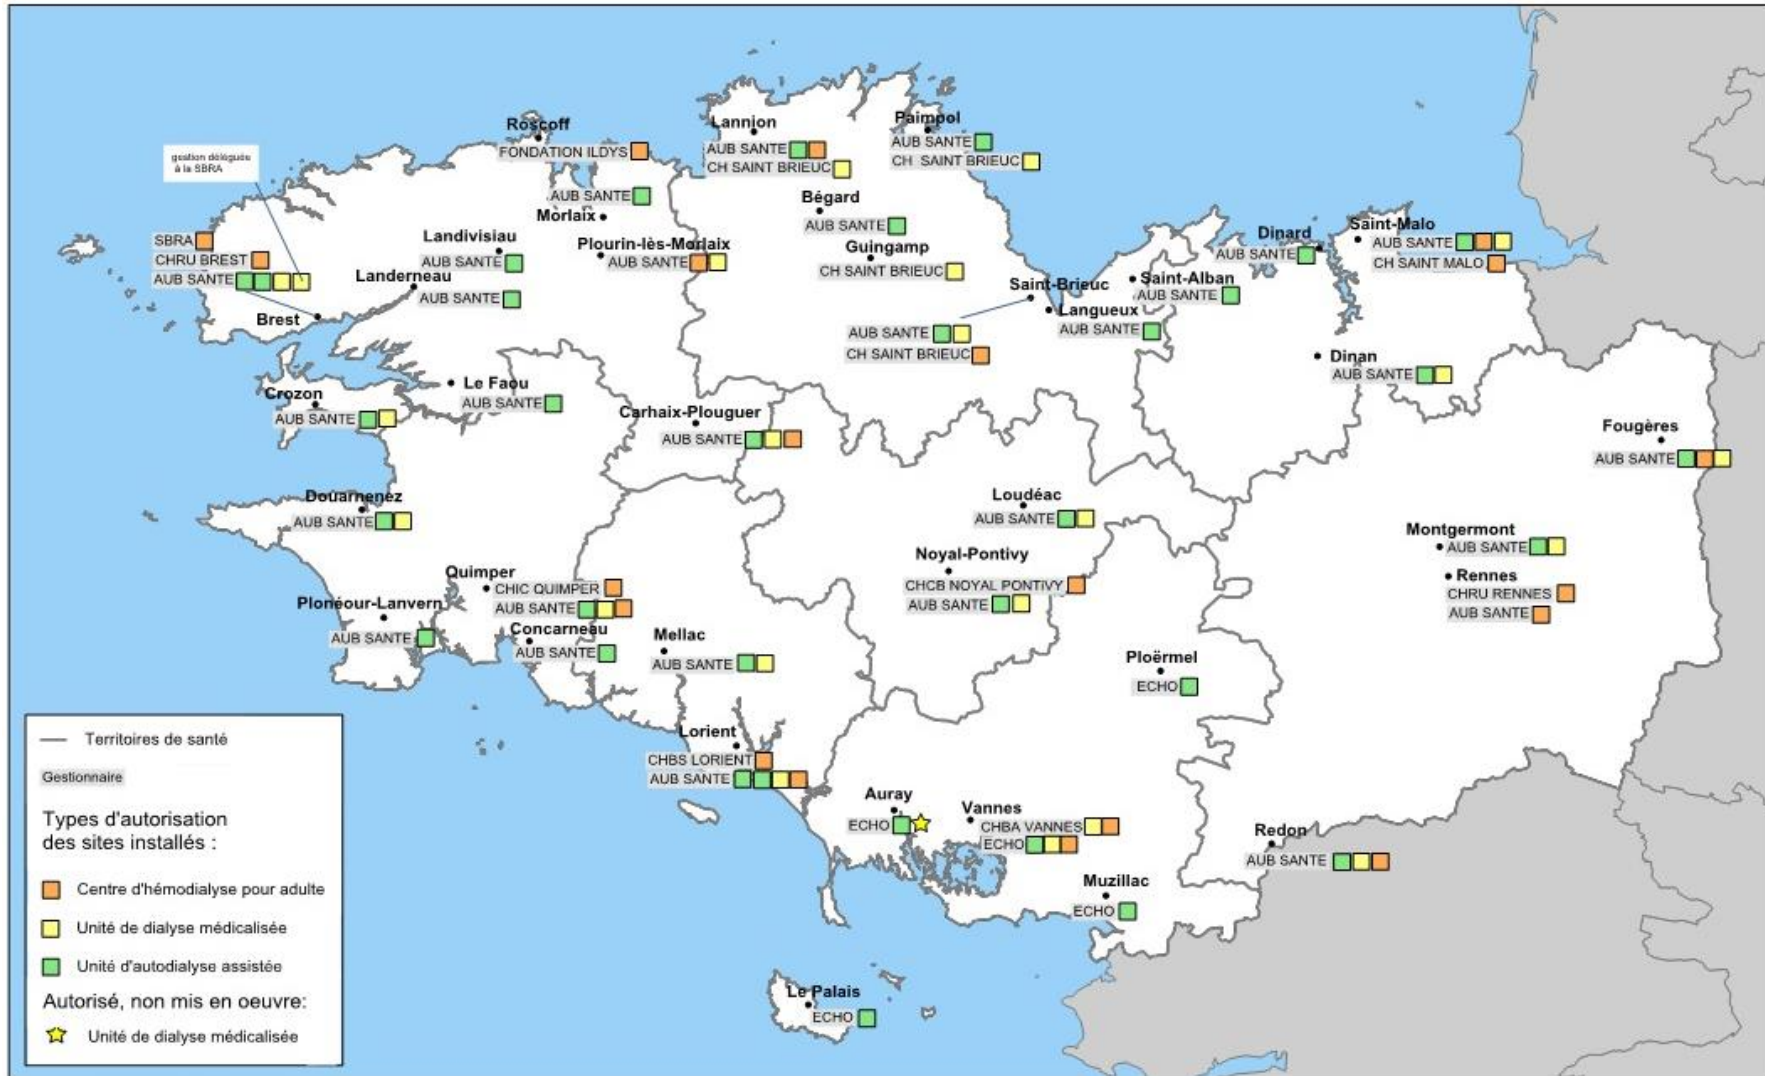 Roscoff
FONDATION ILDYS
AUB SANTE
Morlaix
Lannion
AUB SANTE
CH SAINT BRIEUC
Paimpol
AUB SANTE
CH SAINT BRIEUC
gestion déléguée
à la SBRA
Bégard
AUB SANTE
SBRA
CHRU BREST
AUB SANTE
Brest
Landivisiau
AUB SANTE
Landerneau
AUB SANTE
Plourin-lès-Morlaix
AUB SANTE
Guingamp
CH SAINT BRIEUC
Saint-Brieuc
AUB SANTE
CH SAINT BRIEUC
Langueux
AUB SANTE
Saint-Alban
AUB SANTE
Dinard
AUB SANTE
Saint-Malo
AUB SANTE
CH SAINT MALO
Dinan
AUB SANTE
Le Faou
AUB SANTE
Crozon
AUB SANTE
Carhaix-Plouguer
AUB SANTE
Fougères
AUB SANTE
Douarnenez
AUB SANTE
Loudéac
AUB SANTE
Montgermont
AUB SANTE
Rennes
CHRU RENNES
AUB SANTE
Noyal-Pontivy
CHCB NOYAL PONTIVY
AUB SANTE
Quimper
CHIC QUIMPER
AUB SANTE
Plonéour-Lanvern
AUB SANTE
Concarneau
AUB SANTE
Mellac
AUB SANTE
Ploërmel
ECHO
Lorient
CHBS LORIENT
AUB SANTE
Auray
ECHO
Vannes
CHBA VANNES
ECHO
Redon
AUB SANTE
Muzillac
ECHO
Le Palais
ECHO
Territoires de santé
Gestionnaire
Types d'autorisation
des sites installés :
Centre d'hémodialyse pour adulte
Unité de dialyse médicalisée
Unité d'autodialyse assistée
Autorisé, non mis en oeuvre:
Unité de dialyse médicalisée